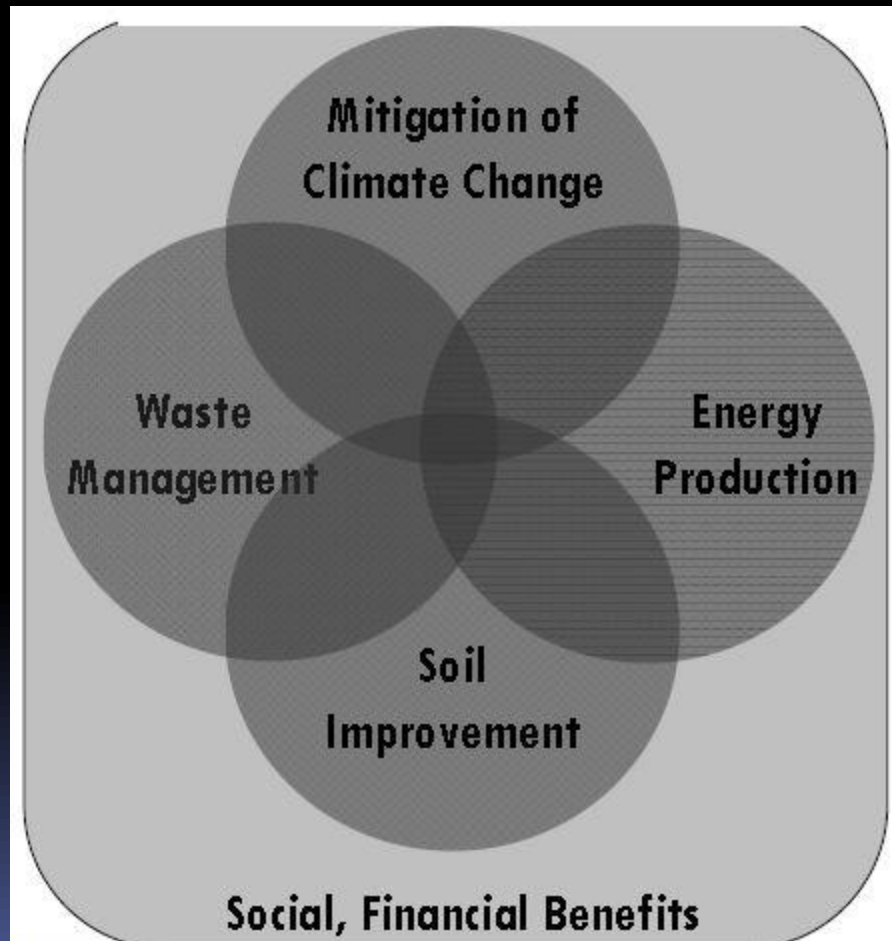 Mitigation of
Climate Change
Waste
Management
Energy
Production
Soil
Improvement
Social, Financial Benefits